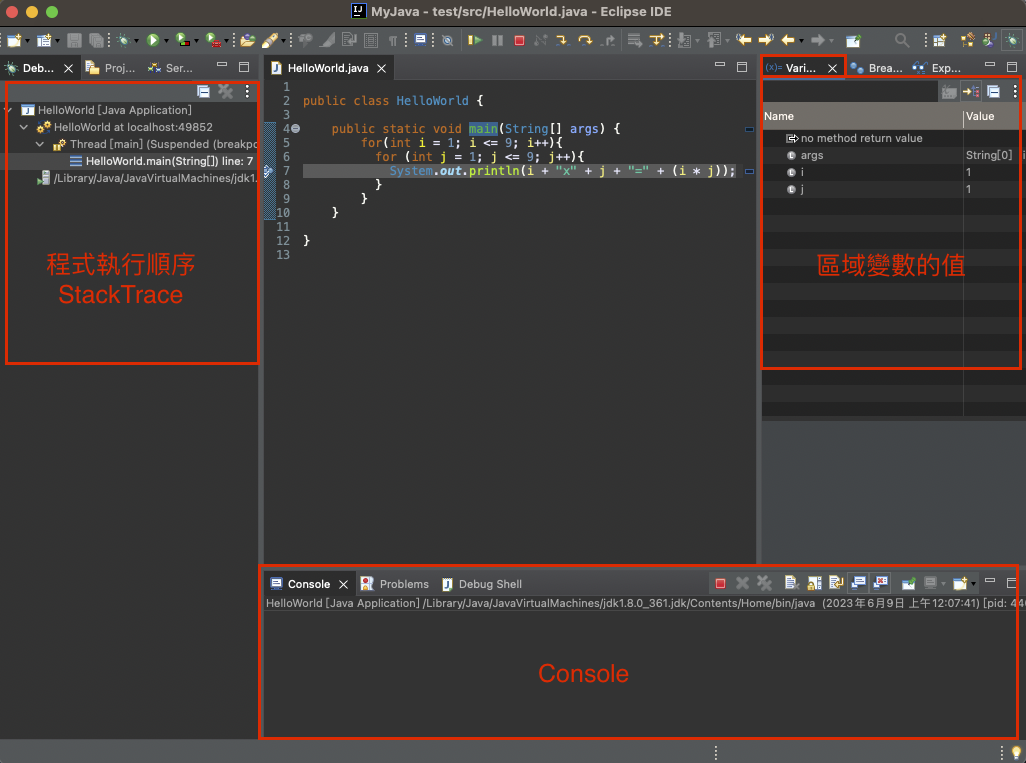 MyJava - test/src/HelloWorld.java - Eclipse IDE
Deb...
Proj...
Ser...
HelloWorld [Java Application]
HelloWorld at localhost:49852
Thread [main] (Suspended (breakpo
HelloWorld.main(String[]) line: 7
/Library/Java/JavaVirtualMachines/jdk1.
程式執行順序
StackTrace
HelloWorld.java
1
2 public class HelloWorld {
3
4 public static void main(String[] args) {
5 for(int i = 1; i <= 9; i++){
6 for (int j = 1; j <= 9; j++){
7 System.out.println(i + "x" + j + "=" + (i * j));
8 }
9 }
10 }
11
12 }
13
(x)= Vari...
Brea...
Exp...
Name Value
no method return value
args String[0] (i
i 1
j 1
區域變數的值
Console
Problems
Debug Shell
HelloWorld [Java Application] /Library/Java/JavaVirtualMachines/jdk1.8.0_361.jdk/Contents/Home/bin/java (2023年6月9日 上午12:07:41) [pid: 440
Console